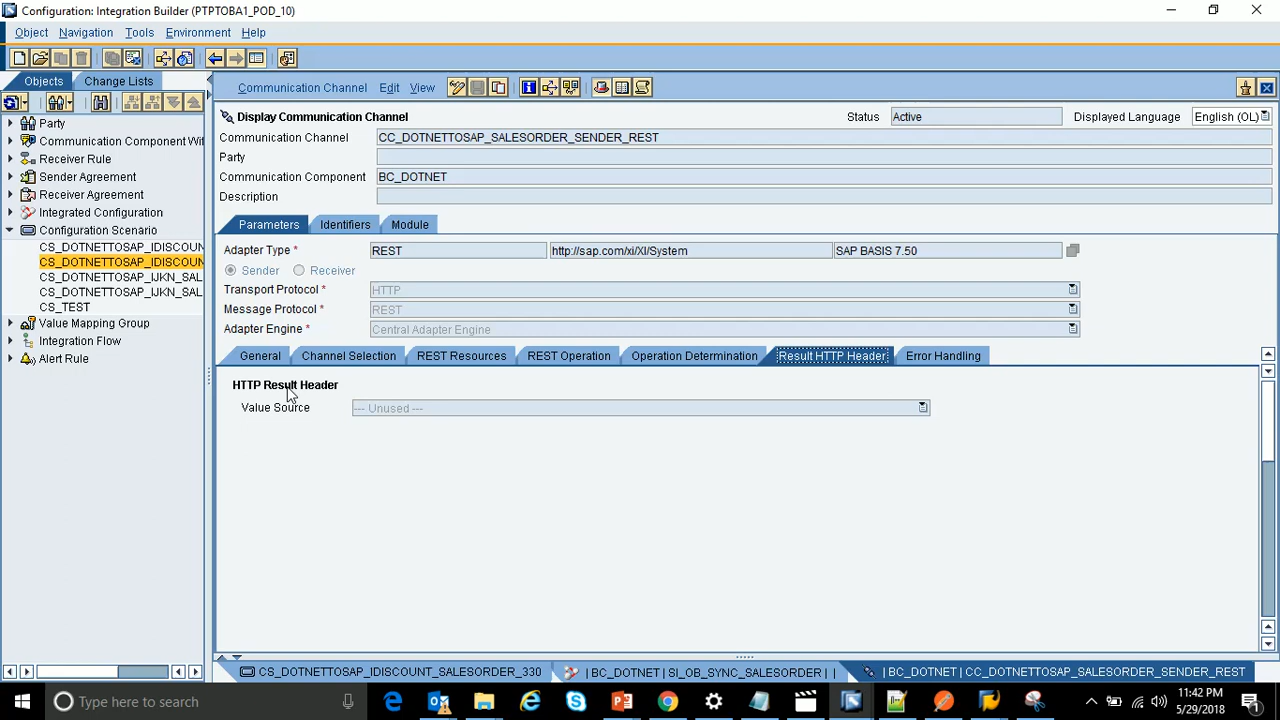 Configuration: Integration Builder (PTPTOBA1_POD_10)
Object Navigation Tools Environment Help
Objects Change Lists
Party
Communication Component Wit
Receiver Rule
Sender Agreement
Receiver Agreement
Integrated Configuration
Configuration Scenario
CS_DOTNETTOSAP_IDISCOUN
CS_DOTNETTOSAP_IDISCOUN
CS_DOTNETTOSAP_IJKN_SAL
CS_DOTNETTOSAP_IJKN_SAL
CS_TEST
Value Mapping Group
Integration Flow
Alert Rule
Communication Channel Edit View
Display Communication Channel Status Active Displayed Language English (OL)
Communication Channel CC_DOTNETTOSAP_SALESORDER_SENDER_REST
Party
Communication Component BC_DOTNET
Description
Parameters Identifiers Module
Adapter Type * REST http://sap.com/xi/XI/System SAP BASIS 7.50
Sender Receiver
Transport Protocol * HTTP
Message Protocol * REST
Adapter Engine * Central Adapter Engine
General Channel Selection REST Resources REST Operation Operation Determination Result HTTP Header Error Handling
HTTP Result Header
Value Source --- Unused ---
CS_DOTNETTOSAP_IDISCOUNT_SALESORDER_330 | BC_DOTNET | SI_OB_SYNC_SALESORDER | | | BC_DOTNET | CC_DOTNETTOSAP_SALESORDER_SENDER_REST
Type here to search
11:42 PM
5/29/2018